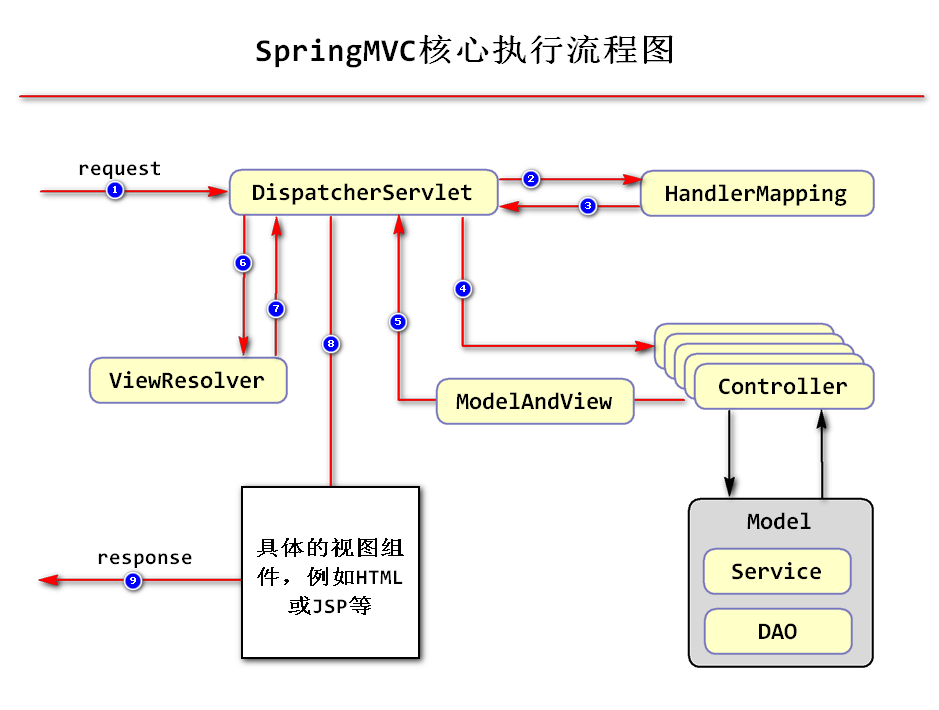 SpringMVC核心执行流程图
request
1
DispatcherServlet
2
HandlerMapping
3
6
7
8
5
4
ViewResolver
ModelAndView
Controller
Model
Service
DAO
具体的视图组
件，例如HTML
或JSP等
response
9